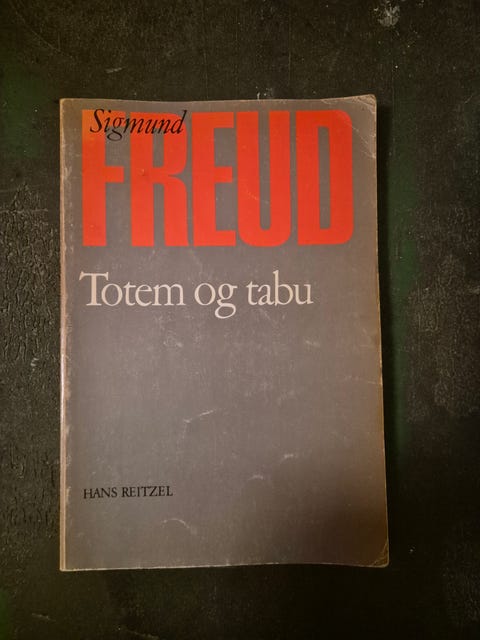 Sigmund
FREUD
Totem og tabu
HANS REITZEL